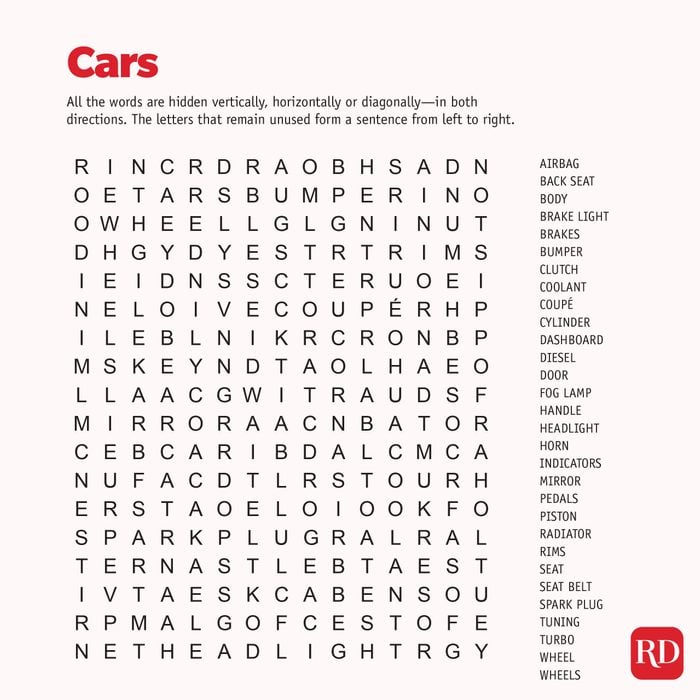 Cars
All the words are hidden vertically, horizontally or diagonally—in both
directions. The letters that remain unused form a sentence from left to right.
R I N C R D R A O B H S A D N
O E T A R S B U M P E R I N O
O W H E E L L G L G N I N U T
D H G Y D Y E S T R T R I M S
I E I D N S S C T E R U O E I
N E L O I V E C O U P É R H P
I L E B L N I K R C R O N B P
M S K E Y N D T A O L H A E O
L L A A C G W I T R A U D S F
M I R R O R A A C N B A T O R
C E B C A R I B D A L C M C A
N U F A C D T L R S T O U R H
E R S T A O E L O I O O K F O
S P A R K P L U G R A L R A L
T E R N A S T L E B T A E S T
I V T A E S K C A B E N S O U
R P M A L G O F C E S T O F E
N E T H E A D L I G H T R G Y
AIRBAG
BACK SEAT
BODY
BRAKE LIGHT
BRAKES
BUMPER
CLUTCH
COOLANT
COUPÉ
CYLINDER
DASHBOARD
DIESEL
DOOR
FOG LAMP
HANDLE
HEADLIGHT
HORN
INDICATORS
MIRROR
PEDALS
PISTON
RADIATOR
RIMS
SEAT
SEAT BELT
SPARK PLUG
TUNING
TURBO
WHEEL
WHEELS
RD